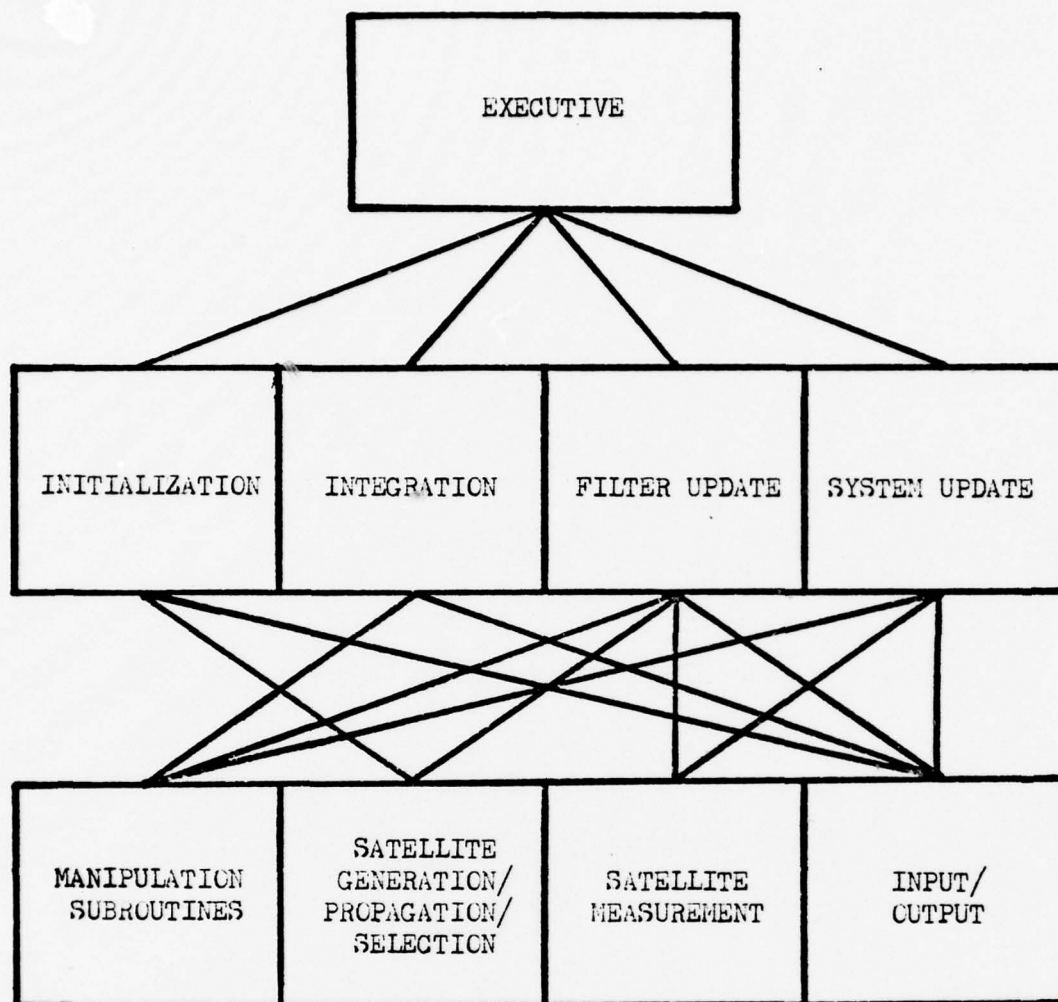 EXECUTIVE
INITIALIZATION
INTEGRATION
FILTER UPDATE
SYSTEM UPDATE
MANIPULATION
SUBROUTINES
SATELLITE
GENERATION/
PROPAGATION/
SELECTION
SATELLITE
MEASUREMENT
INPUT/
OUTPUT